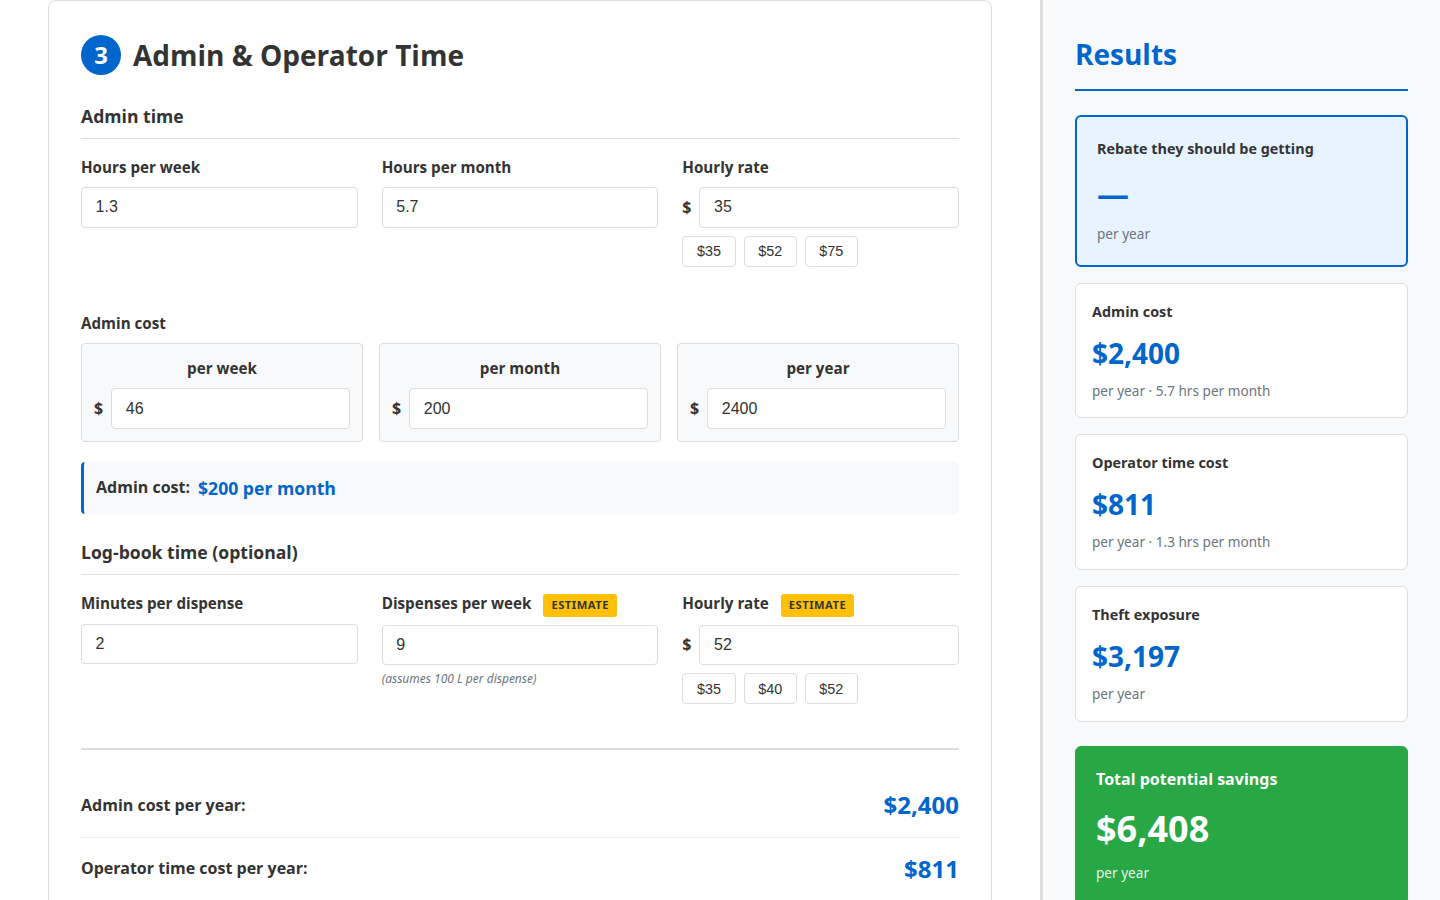 3 Admin & Operator Time
Admin time
Hours per week
Hours per month
Hourly rate
1.3
5.7
$ 35
$35 $52 $75
Admin cost
per week
per month
per year
$ 46
$ 200
$ 2400
Admin cost: $200 per month
Log-book time (optional)
Minutes per dispense
Dispenses per week ESTIMATE
Hourly rate ESTIMATE
2
9
$ 52
(assumes 100 L per dispense)
$35 $40 $52
Admin cost per year: $2,400
Operator time cost per year: $811
Results
Rebate they should be getting
—
per year
Admin cost
$2,400
per year · 5.7 hrs per month
Operator time cost
$811
per year · 1.3 hrs per month
Theft exposure
$3,197
per year
Total potential savings
$6,408
per year